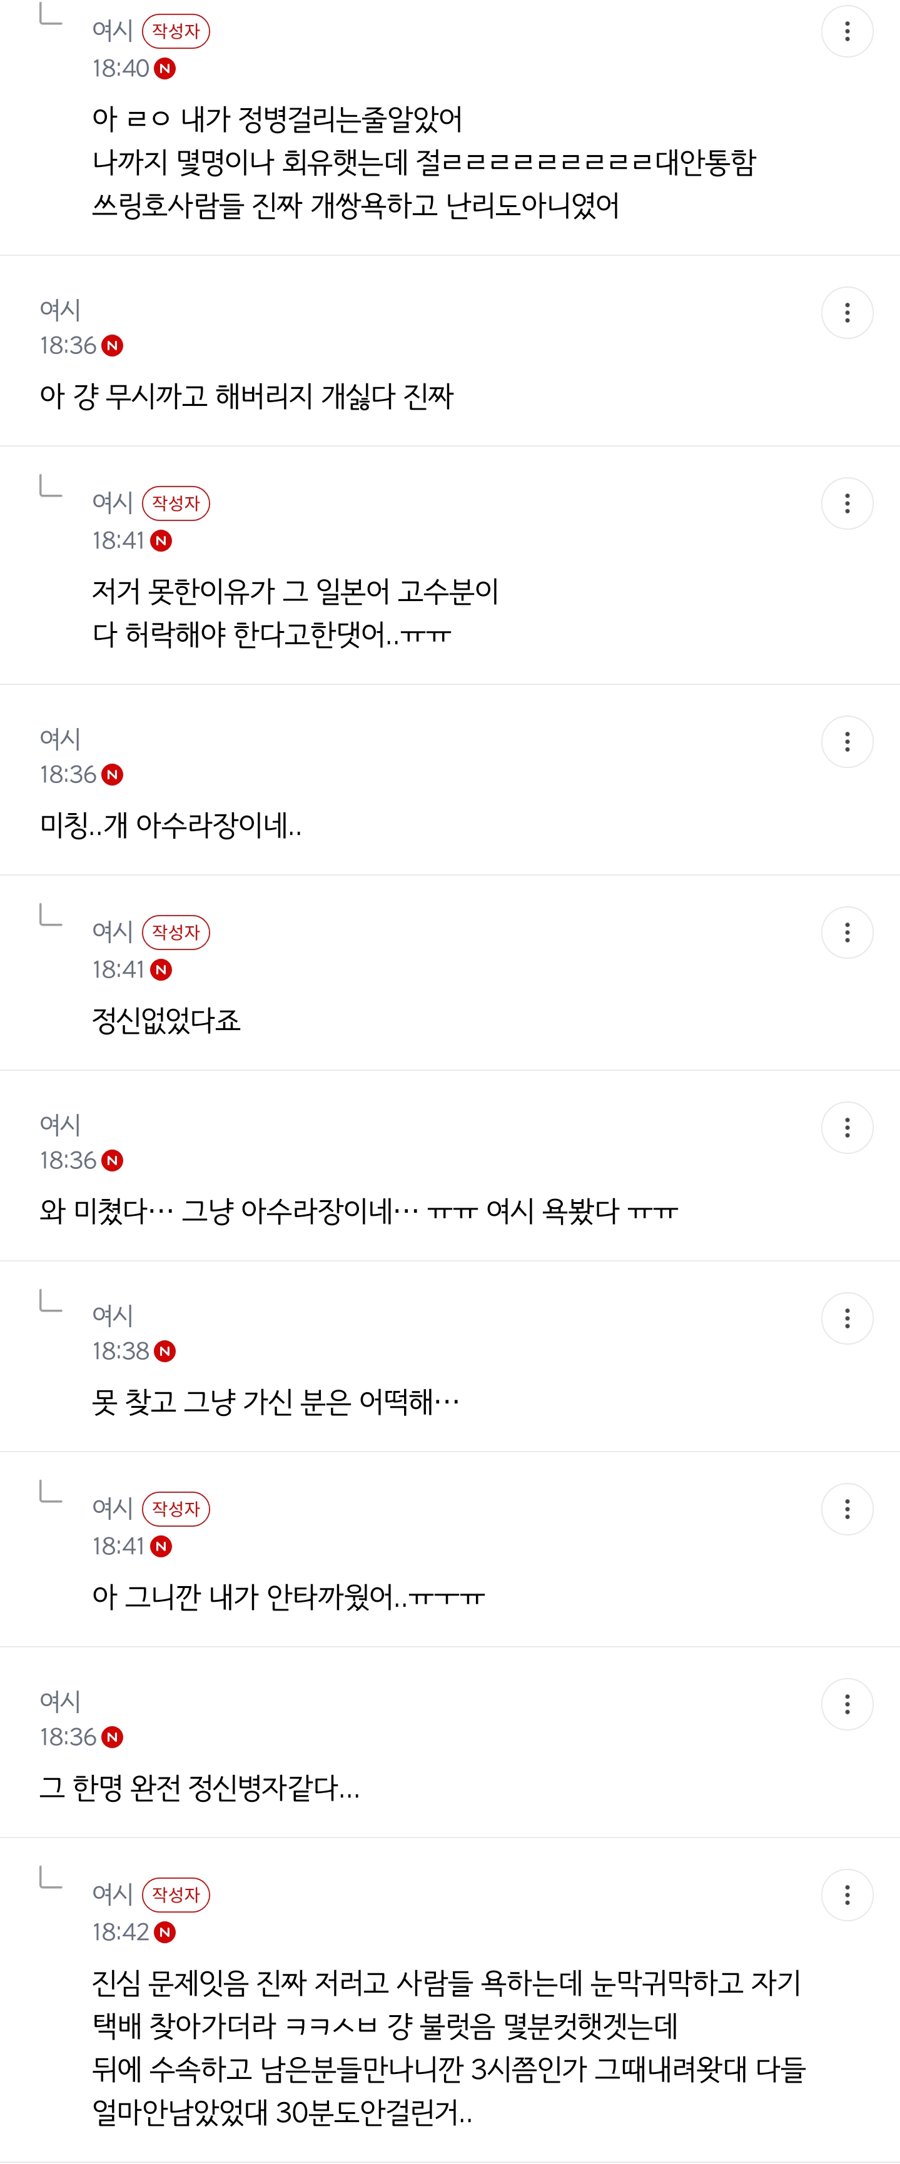 여시 작성자
18:40 N
아 ㄹㅇ 내가 정병걸리는줄알았어
나까지 몇명이나 회유햇는데 절ㄹㄹㄹㄹㄹㄹㄹㄹㄹ대안통함
쓰링호사람들 진짜 개쌍욕하고 난리도아니였어
여시
18:36 N
아 걍 무시까고 해버리지 개싫다 진짜
여시 작성자
18:41 N
저거 못한이유가 그 일본어 고수분이
다 허락해야 한다고한댓어..ㅠㅠ
여시
18:36 N
미칭..개 아수라장이네..
여시 작성자
18:41 N
정신없었다죠
여시
18:36 N
와 미쳤다… 그냥 아수라장이네… ㅠㅠ 여시 욕봤다 ㅠㅠ
여시
18:38 N
못 찾고 그냥 가신 분은 어떡해…
여시 작성자
18:41 N
아 그니깐 내가 안타까웠어..ㅠㅜㅠ
여시
18:36 N
그 한명 완전 정신병자같다...
여시 작성자
18:42 N
진심 문제잇음 진짜 저러고 사람들 욕하는데 눈막귀막하고 자기
택배 찾아가더라 ㅋㅋㅅㅂ 걍 불럿음 몇분컷햇겟는데
뒤에 수속하고 남은분들만나니깐 3시쯤인가 그때내려왓대 다들
얼마안남았었대 30분도안걸린거..